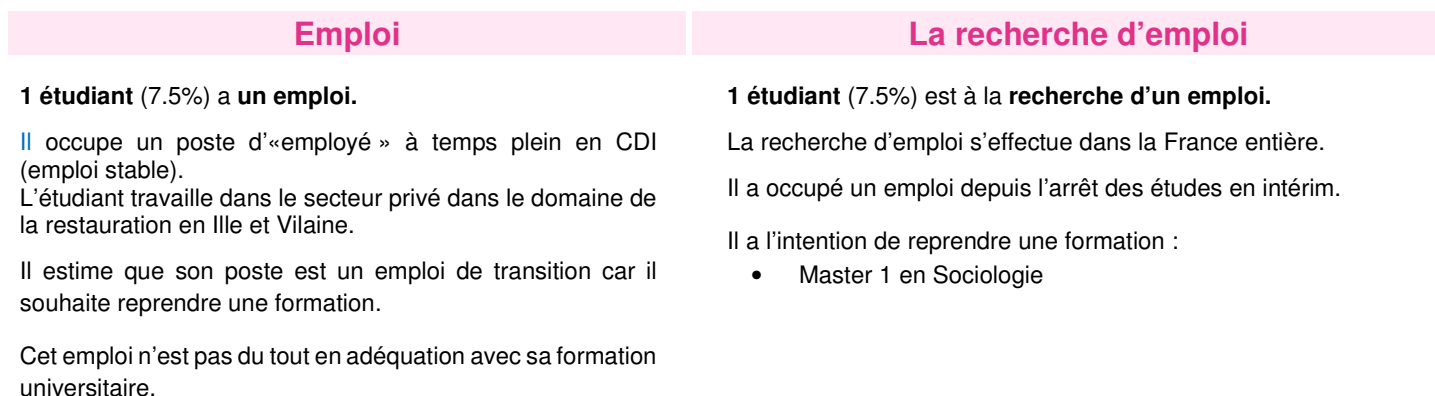 Emploi
1 étudiant (7.5%) a un emploi.
Il occupe un poste d'«employé » à temps plein en CDI
(emploi stable).
L'étudiant travaille dans le secteur privé dans le domaine de
la restauration en Ille et Vilaine.
Il estime que son poste est un emploi de transition car il
souhaite reprendre une formation.
Cet emploi n'est pas du tout en adéquation avec sa formation
universitaire.
La recherche d'emploi
1 étudiant (7.5%) est à la recherche d'un emploi.
La recherche d'emploi s'effectue dans la France entière.
Il a occupé un emploi depuis l'arrêt des études en intérim.
Il a l'intention de reprendre une formation :
• Master 1 en Sociologie